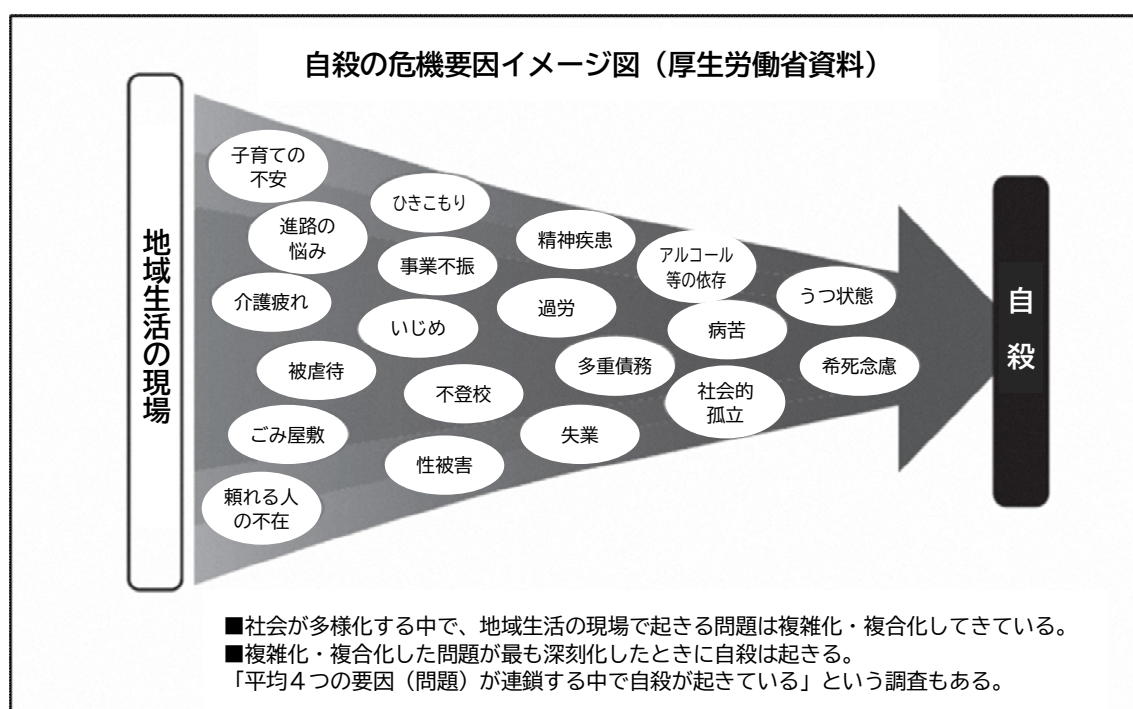 自殺の危機要因イメージ図（厚生労働省資料）
地域生活の現場
子育ての
不安
進路の
悩み
介護疲れ
被虐待
ごみ屋敷
頼れる人
の不在
ひきこもり
事業不振
いじめ
不登校
性被害
精神疾患
過労
多重債務
失業
アルコール
等の依存
病苦
社会的
孤立
うつ状態
希死念慮
自殺
■社会が多様化する中で、地域生活の現場で起きる問題は複雑化・複合化してきている。
■複雑化・複合化した問題が最も深刻化したときに自殺は起きる。
「平均４つの要因（問題）が連鎖する中で自殺が起きている」という調査もある。